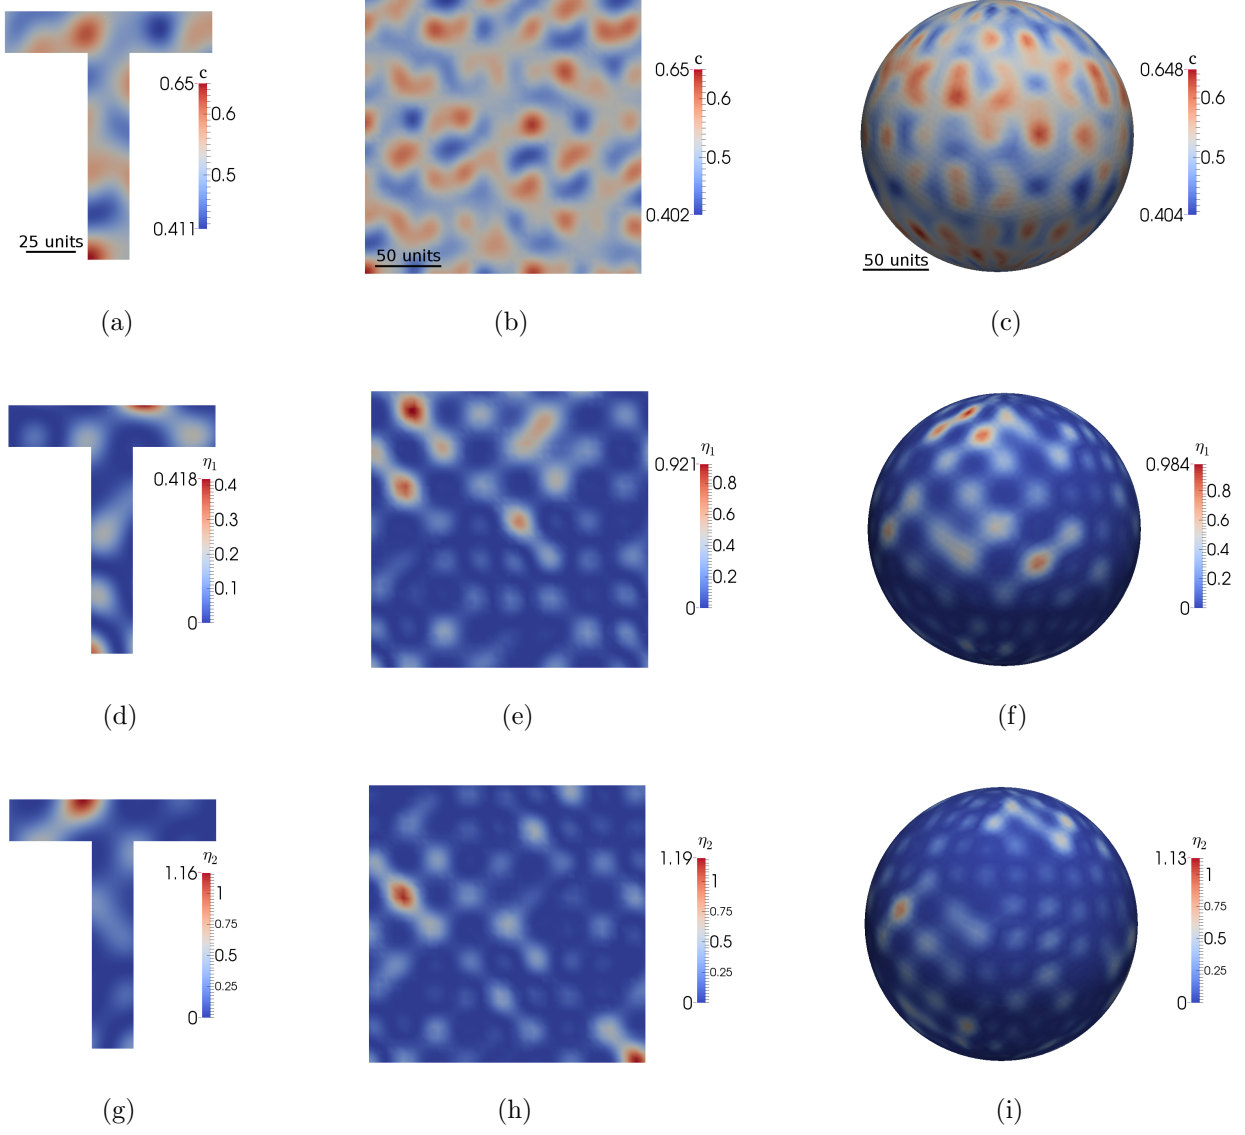 0.65 c
0.6
0.5
0.411
25 units
(a)
0.65 c
0.6
0.5
0.402
50 units
(b)
c
0.648
0.6
0.5
0.404
50 units
(c)
η1
0.418 0.4
0.3
0.2
0.1
0
(d)
η1
0.921
0.8
0.6
0.4
0.2
0
(e)
η1
0.984
0.8
0.6
0.4
0.2
0
(f)
η2
1.16
1
0.75
0.5
0.25
0
(g)
η2
1.19
1
0.75
0.5
0.25
0
(h)
η2
1.13
1
0.75
0.5
0.25
0
(i)